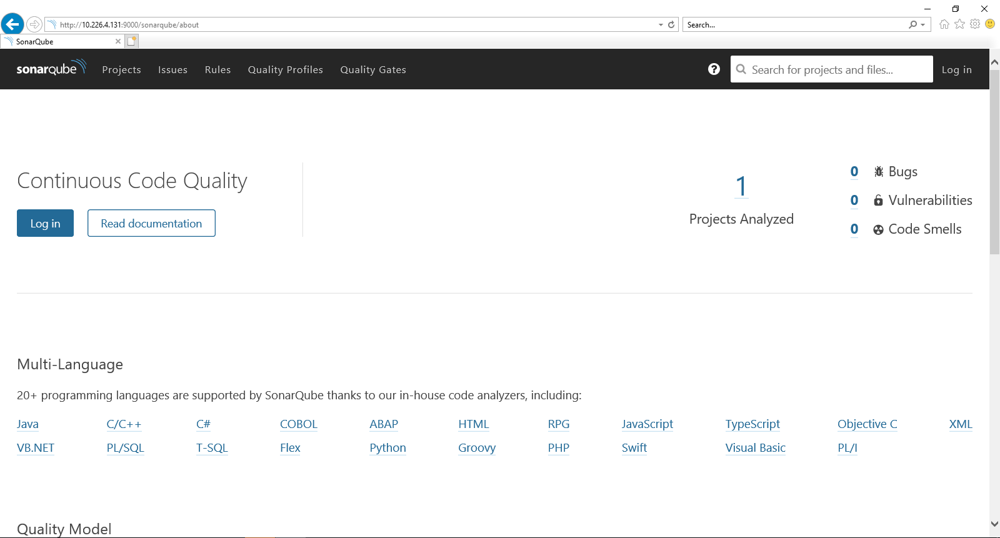 http://10.226.4.131:9000/sonarqube/about
Search...
SonarQube
sonarqube Projects Issues Rules Quality Profiles Quality Gates Search for projects and files... Log in
Continuous Code Quality
Log in Read documentation
1
Projects Analyzed
0 Bugs
0 Vulnerabilities
0 Code Smells
Multi-Language
20+ programming languages are supported by SonarQube thanks to our in-house code analyzers, including:
Java C/C++ C# COBOL ABAP HTML RPG JavaScript TypeScript Objective C XML
VB.NET PL/SQL T-SQL Flex Python Groovy PHP Swift Visual Basic PL/I
Quality Model